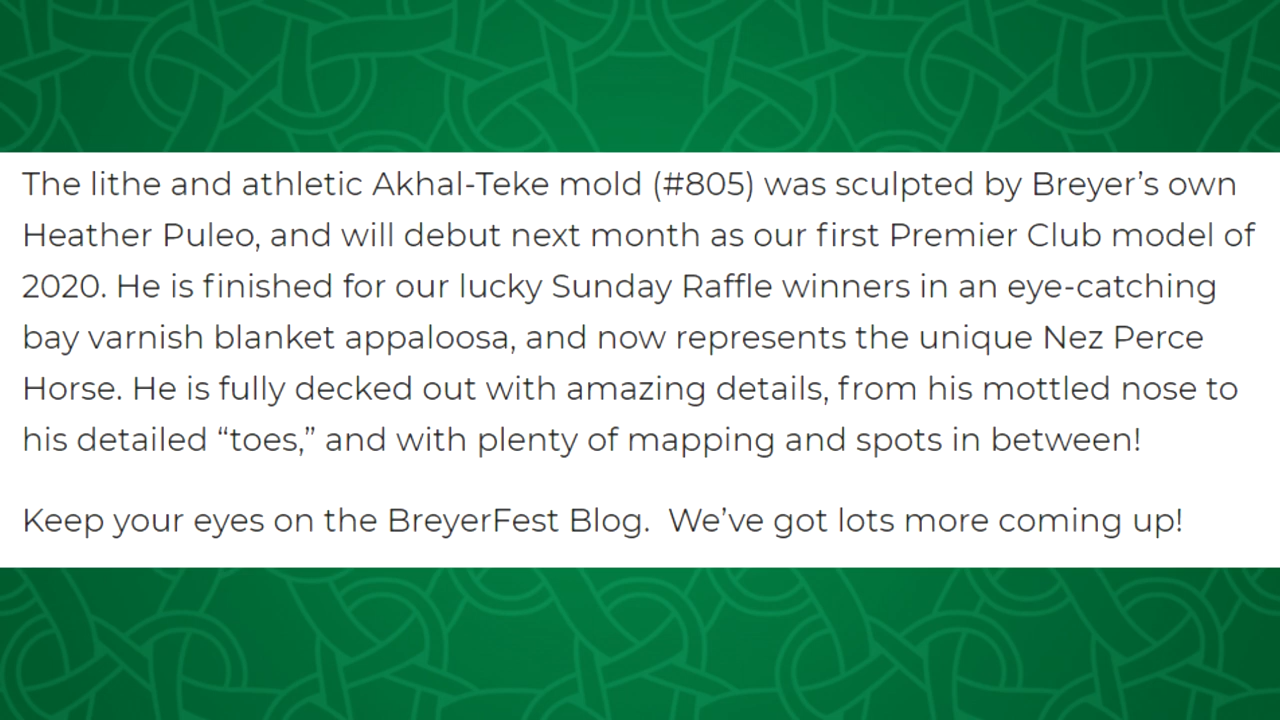 The lithe and athletic Akhal-Teke mold (#805) was sculpted by Breyer’s own
Heather Puleo, and will debut next month as our first Premier Club model of
2020. He is finished for our lucky Sunday Raffle winners in an eye-catching
bay varnish blanket appaloosa, and now represents the unique Nez Perce
Horse. He is fully decked out with amazing details, from his mottled nose to
his detailed “toes,” and with plenty of mapping and spots in between!
Keep your eyes on the BreyerFest Blog.  We’ve got lots more coming up!